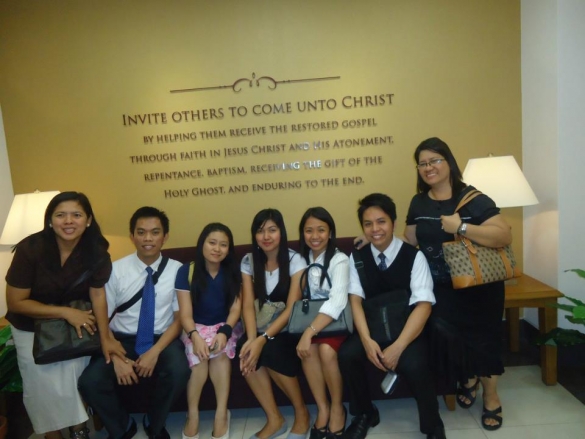 INVITE OTHERS TO COME UNTO CHRIST
BY HELPING THEM RECEIVE THE RESTORED GOSPEL
THROUGH FAITH IN JESUS CHRIST AND HIS ATONEMENT,
REPENTANCE, BAPTISM, RECEIVING THE GIFT OF THE
HOLY GHOST, AND ENDURING TO THE END.